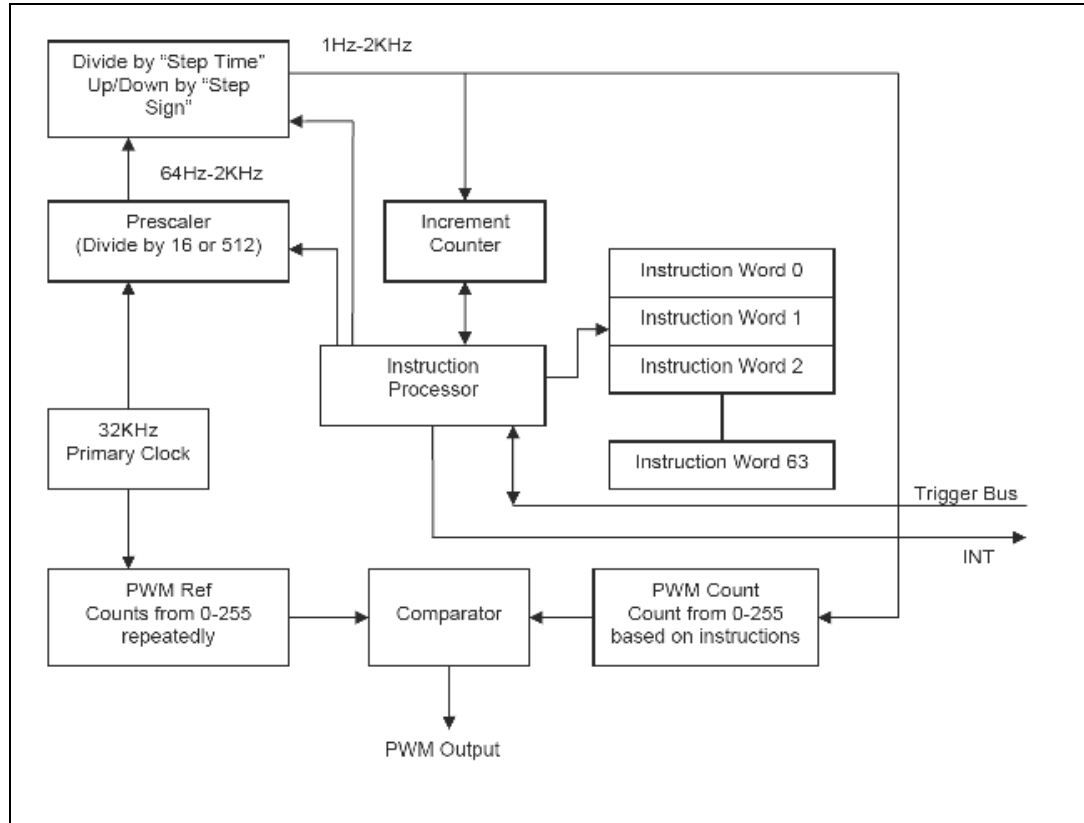 1Hz-2KHz
Divide by “Step Time”
Up/Down by “Step
Sign”
64Hz-2KHz
Prescaler
(Divide by 16 or 512)
Increment
Counter
Instruction Word 0
Instruction Word 1
Instruction Word 2
Instruction
Processor
32KHz
Primary Clock
Instruction Word 63
Trigger Bus
INT
PWM Ref
Counts from 0-255
repeatedly
Comparator
PWM Count
Count from 0-255
based on instructions
PWM Output